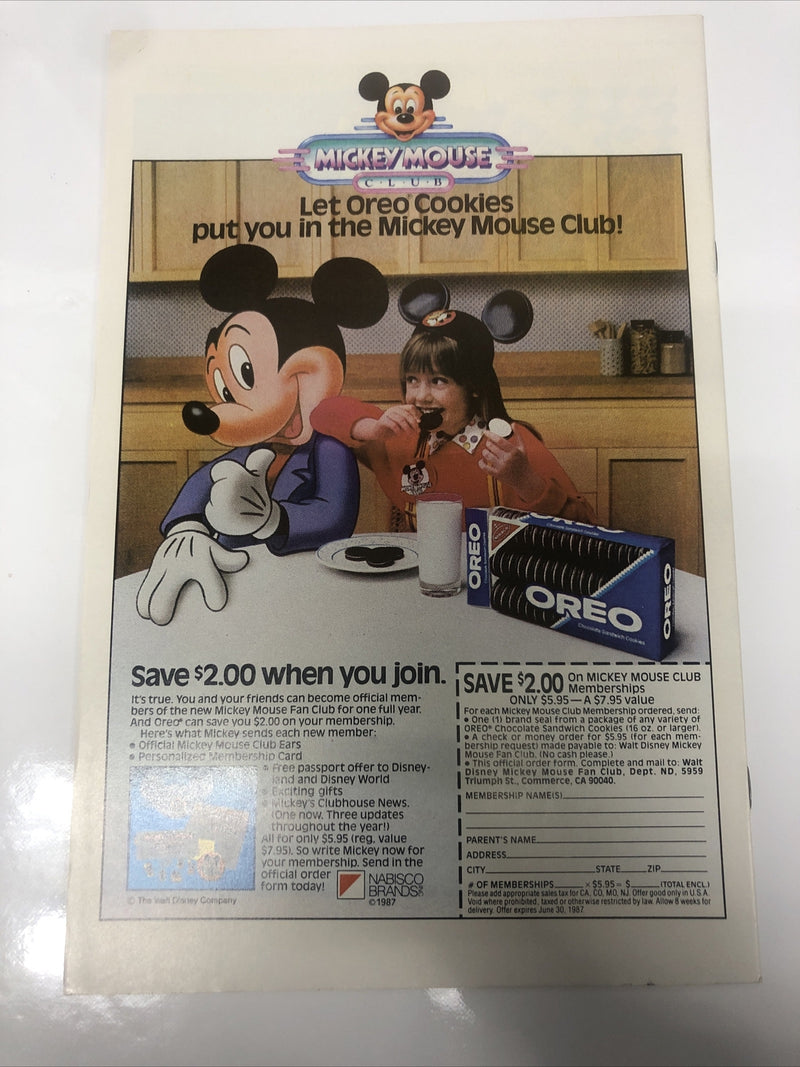 MICKEY MOUSE
CLUB
Let Oreo® Cookies
put you in the Mickey Mouse Club!
OREO
OREO
Chocolate Sandwich Cookies
OREO
Save $2.00 when you join.
It's true. You and your friends can become official mem-
bers of the new Mickey Mouse Fan Club for one full year.
And Oreo® can save you $2.00 on your membership.
Here's what Mickey sends each new member:
• Official Mickey Mouse Club Ears
• Personalized Membership Card
• Free passport offer to Disney-
land and Disney World
• Exciting gifts
• Mickey's Clubhouse News.
(One now. Three updates
throughout the year!)
All for only $5.95 (reg. value
$7.95). So write Mickey now for
your membership. Send in the
official order
form today!
NABISCO
BRANDS
©1987
© The Walt Disney Company
SAVE $2.00 On MICKEY MOUSE CLUB
Memberships
ONLY $5.95—A $7.95 value
For each Mickey Mouse Club Membership ordered, send:
• One (1) brand seal from a package of any variety of
OREO® Chocolate Sandwich Cookies (16 oz. or larger).
• A check or money order for $5.95 (for each mem-
bership request) made payable to: Walt Disney Mickey
Mouse Fan Club. (No cash please.)
• This official order form. Complete and mail to: Walt
Disney Mickey Mouse Fan Club, Dept. ND, 5959
Triumph St., Commerce, CA 90040.
MEMBERSHIP NAME(S)
PARENT'S NAME
ADDRESS
CITY STATE ZIP
# OF MEMBERSHIPS × $5.95 = $ (TOTAL ENCL.)
Please add appropriate sales tax for CA, CO, MO, NJ. Offer good only in U.S.A.
Void where prohibited, taxed or otherwise restricted by law. Allow 8 weeks for
delivery. Offer expires June 30, 1987.